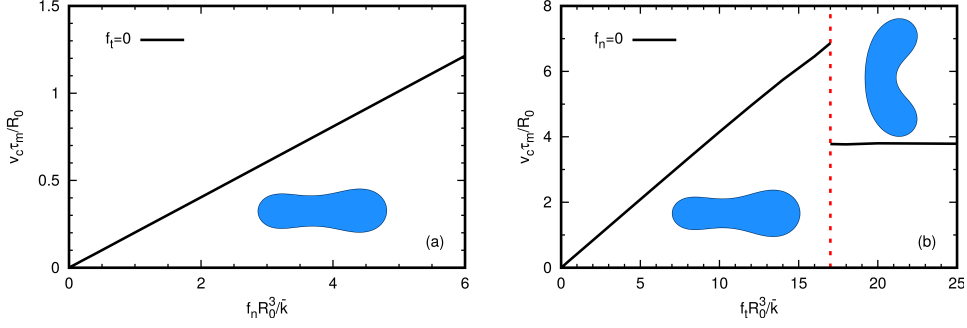 1.5
1
0.5
0
0
2
4
6
v_c τ_m/R_0
f_t=0
(a)
f_n R_0^3/k̄
8
6
4
2
0
0
5
10
15
20
25
v_c τ_m/R_0
f_n=0
(b)
f_t R_0^3/k̄